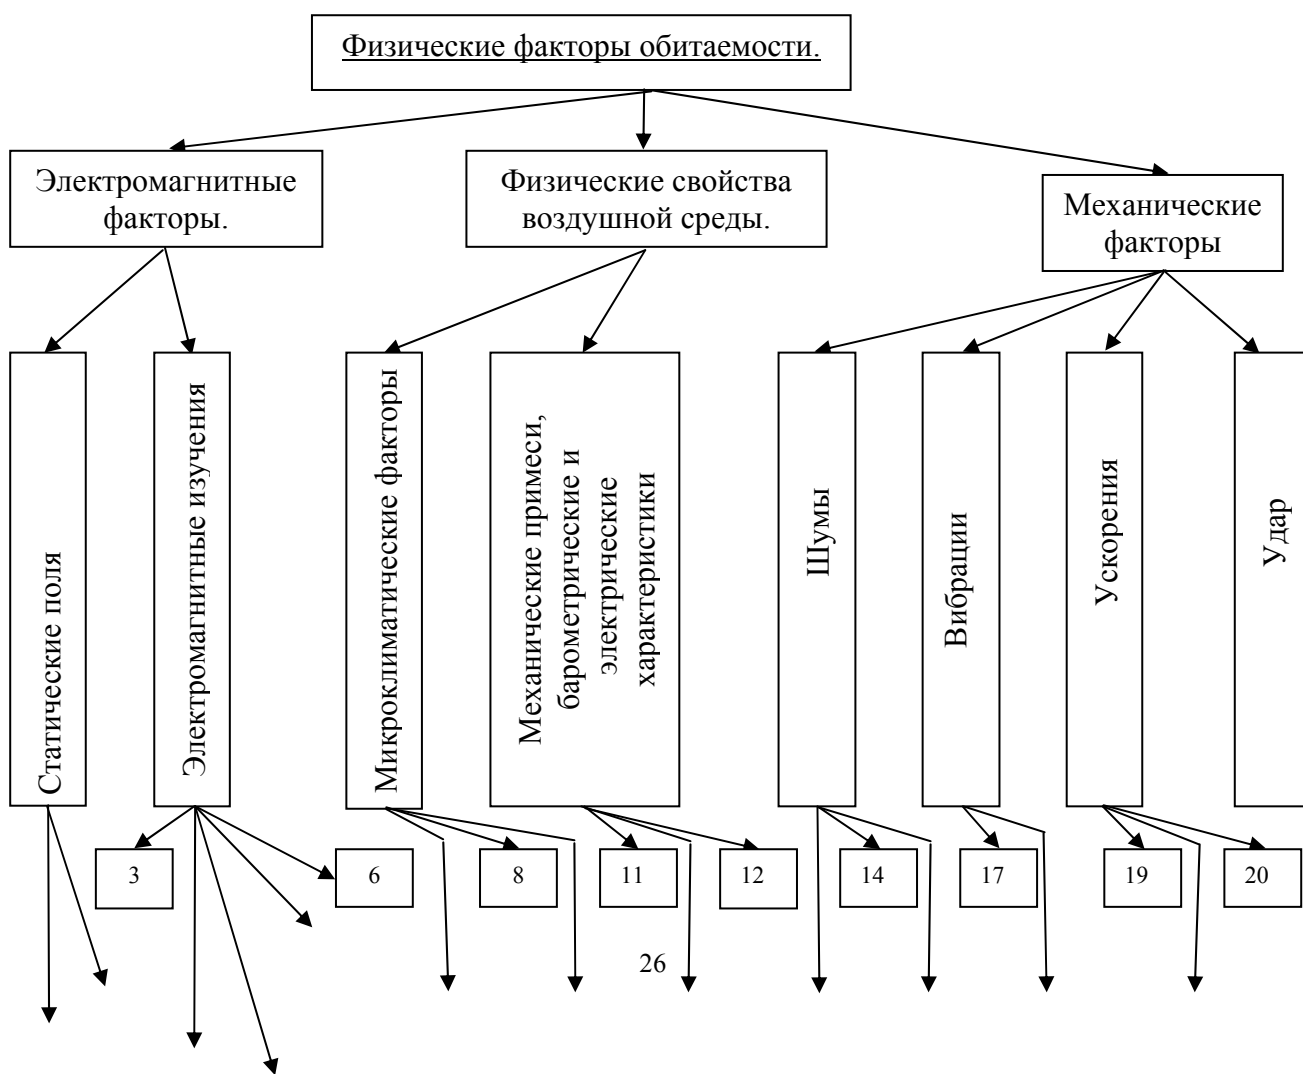 Физические факторы обитаемости.
Электромагнитные
факторы.
Физические свойства
воздушной среды.
Механические
факторы
Статические поля
Электромагнитные изучения
Микроклиматические факторы
Механические примеси,
барометрические и
электрические
характеристики
Шумы
Вибрации
Ускорения
Удар
3
6
8
11
12
14
17
19
20
26